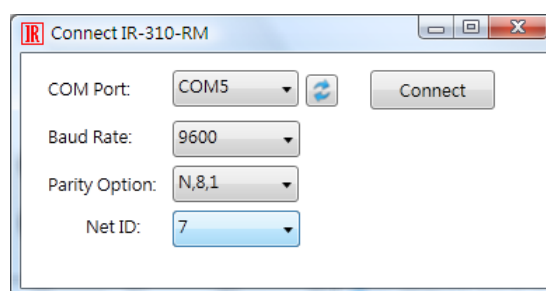 IR Connect IR-310-RM
COM Port: COM5 Connect
Baud Rate: 9600
Parity Option: N,8,1
Net ID: 7